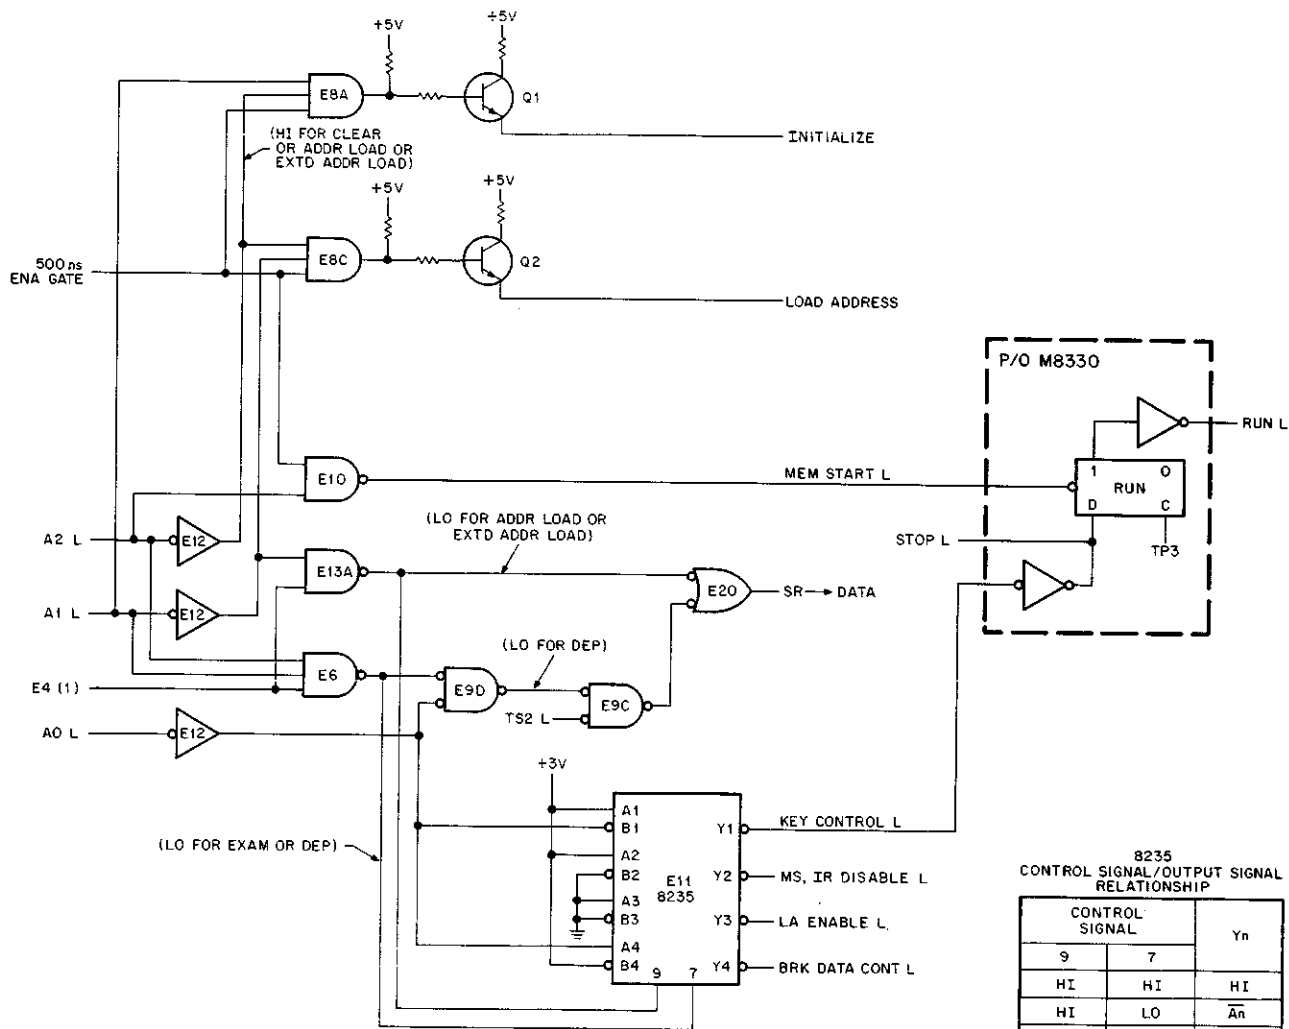 +5V
+5V
E8A
Q1
(HI FOR CLEAR
OR ADDR LOAD OR
EXTD ADDR LOAD)
INITIALIZE
+5V
+5V
500 ns
ENA GATE
E8C
Q2
LOAD ADDRESS
P/O M8330
RUN L
E10
MEM START L
1 0
RUN
D C
(LO FOR ADDR LOAD OR
EXTD ADDR LOAD)
A2 L
E12
STOP L
TP3
E13A
E20
SR → DATA
A1 L
E12
(LO FOR DEP)
E6
E4 (1)
E9D
E9C
TS2 L
A0 L
E12
+3V
A1
B1
Y1
KEY CONTROL L
(LO FOR EXAM OR DEP)
A2
B2
E11
8235
Y2
MS, IR DISABLE L
A3
B3
Y3
LA ENABLE L
A4
B4
Y4
BRK DATA CONT L
9 7
8235
CONTROL SIGNAL/OUTPUT SIGNAL
RELATIONSHIP
CONTROL
SIGNAL
Yn
9 7
HI HI HI
HI LO A̅n̅